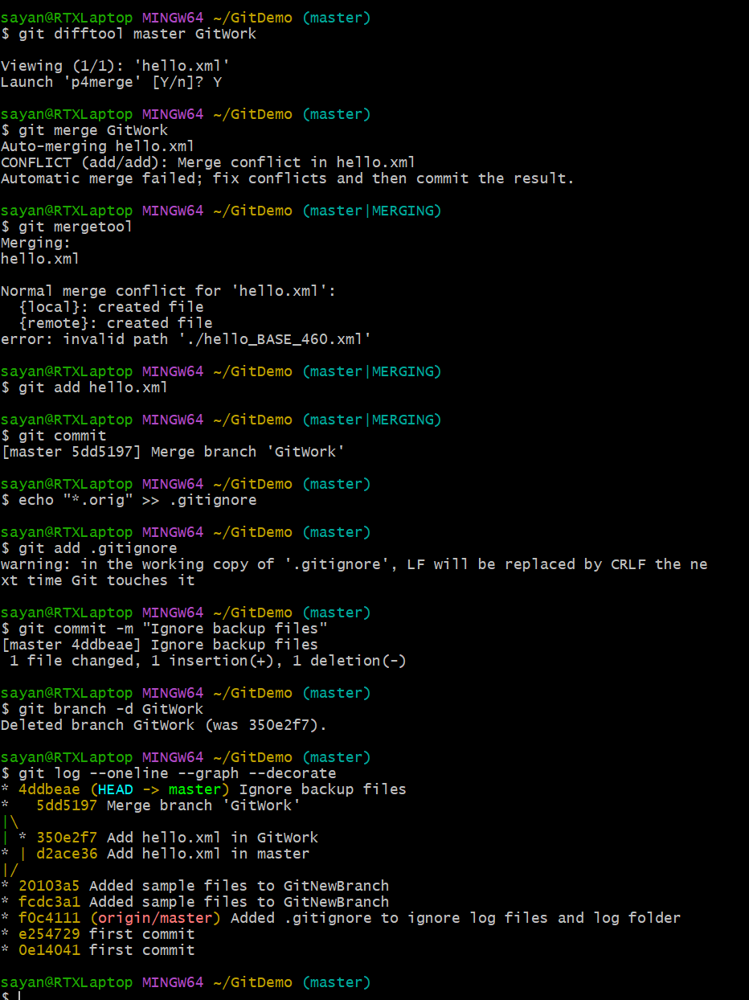 sayan@RTXLaptop MINGW64 ~/GitDemo (master)
$ git difftool master GitWork
Viewing (1/1): 'hello.xml'
Launch 'p4merge' [Y/n]? Y
sayan@RTXLaptop MINGW64 ~/GitDemo (master)
$ git merge GitWork
Auto-merging hello.xml
CONFLICT (add/add): Merge conflict in hello.xml
Automatic merge failed; fix conflicts and then commit the result.
sayan@RTXLaptop MINGW64 ~/GitDemo (master|MERGING)
$ git mergetool
Merging:
hello.xml
Normal merge conflict for 'hello.xml':
  {local}: created file
  {remote}: created file
error: invalid path './hello_BASE_460.xml'
sayan@RTXLaptop MINGW64 ~/GitDemo (master|MERGING)
$ git add hello.xml
sayan@RTXLaptop MINGW64 ~/GitDemo (master|MERGING)
$ git commit
[master 5dd5197] Merge branch 'GitWork'
sayan@RTXLaptop MINGW64 ~/GitDemo (master)
$ echo "*.orig" >> .gitignore
sayan@RTXLaptop MINGW64 ~/GitDemo (master)
$ git add .gitignore
warning: in the working copy of '.gitignore', LF will be replaced by CRLF the ne
xt time Git touches it
sayan@RTXLaptop MINGW64 ~/GitDemo (master)
$ git commit -m "Ignore backup files"
[master 4ddbeae] Ignore backup files
 1 file changed, 1 insertion(+), 1 deletion(-)
sayan@RTXLaptop MINGW64 ~/GitDemo (master)
$ git branch -d GitWork
Deleted branch GitWork (was 350e2f7).
sayan@RTXLaptop MINGW64 ~/GitDemo (master)
$ git log --oneline --graph --decorate
* 4ddbeae (HEAD -> master) Ignore backup files
*   5dd5197 Merge branch 'GitWork'
|\
| * 350e2f7 Add hello.xml in GitWork
* | d2ace36 Add hello.xml in master
|/
* 20103a5 Added sample files to GitNewBranch
* fcdc3a1 Added sample files to GitNewBranch
* f0c4111 (origin/master) Added .gitignore to ignore log files and log folder
* e254729 first commit
* 0e14041 first commit
sayan@RTXLaptop MINGW64 ~/GitDemo (master)
$